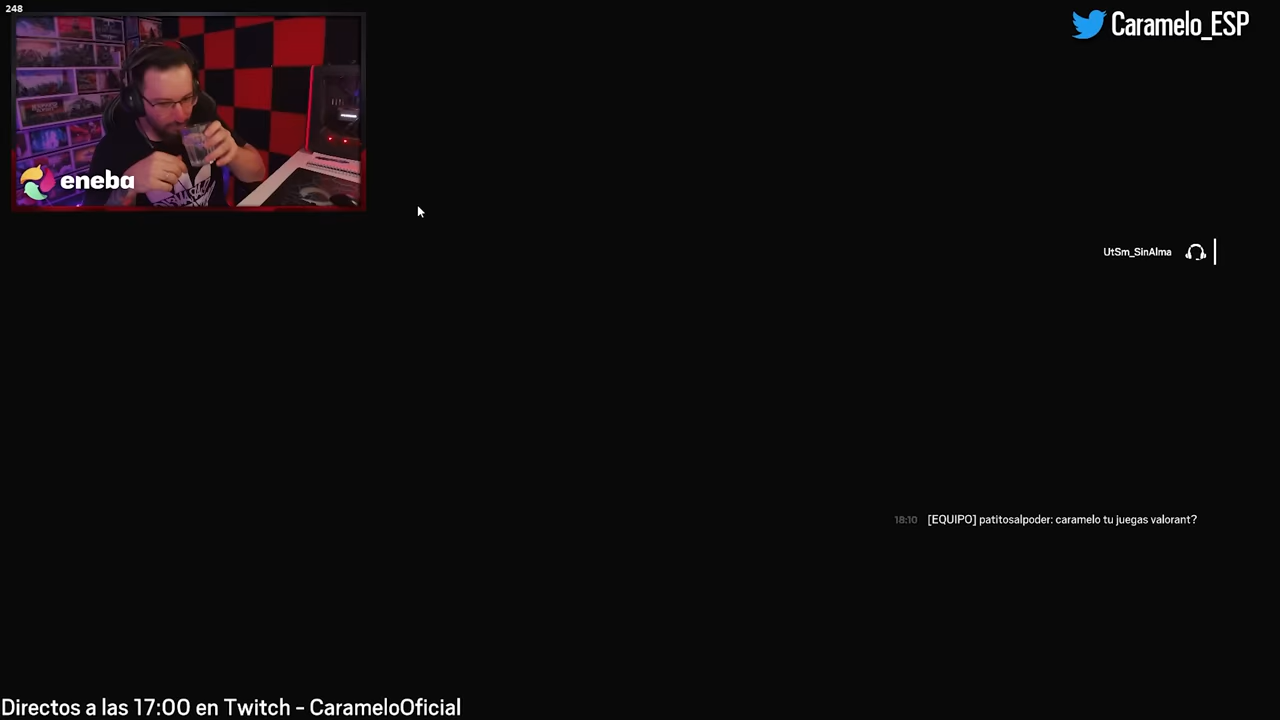 248
Caramelo_ESP
eneba
UtSm_SinAlma
18:10 [EQUIPO] patitosalpoder: caramelo tu juegas valorant?
Directos a las 17:00 en Twitch - CarameloOficial